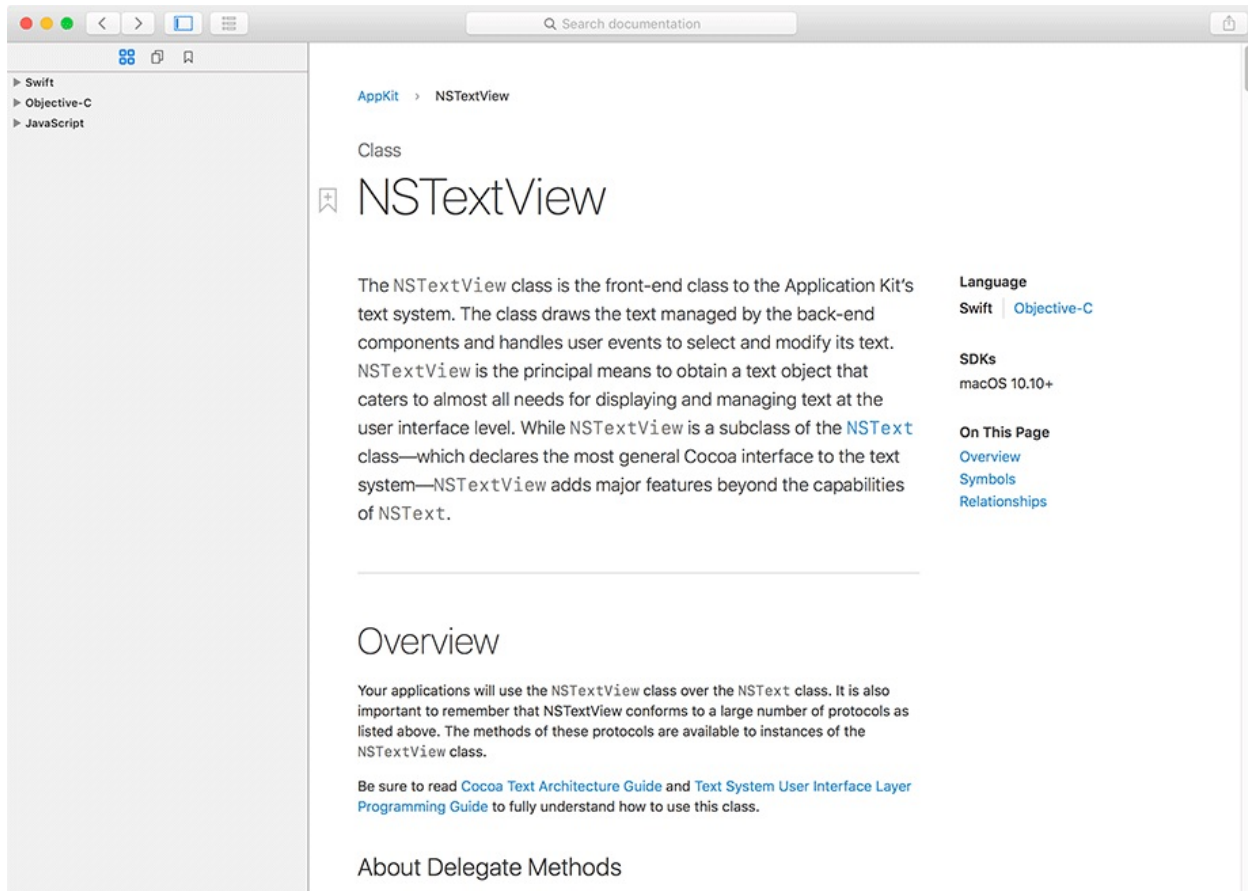 Search documentation
Swift
Objective-C
JavaScript
AppKit › NSTextView
Class
NSTextView
The NSTextView class is the front-end class to the Application Kit’s
text system. The class draws the text managed by the back-end
components and handles user events to select and modify its text.
NSTextView is the principal means to obtain a text object that
caters to almost all needs for displaying and managing text at the
user interface level. While NSTextView is a subclass of the NSText
class—which declares the most general Cocoa interface to the text
system—NSTextView adds major features beyond the capabilities
of NSText.
Language
Swift Objective-C
SDKs
macOS 10.10+
On This Page
Overview
Symbols
Relationships
Overview
Your applications will use the NSTextView class over the NSText class. It is also
important to remember that NSTextView conforms to a large number of protocols as
listed above. The methods of these protocols are available to instances of the
NSTextView class.
Be sure to read Cocoa Text Architecture Guide and Text System User Interface Layer
Programming Guide to fully understand how to use this class.
About Delegate Methods